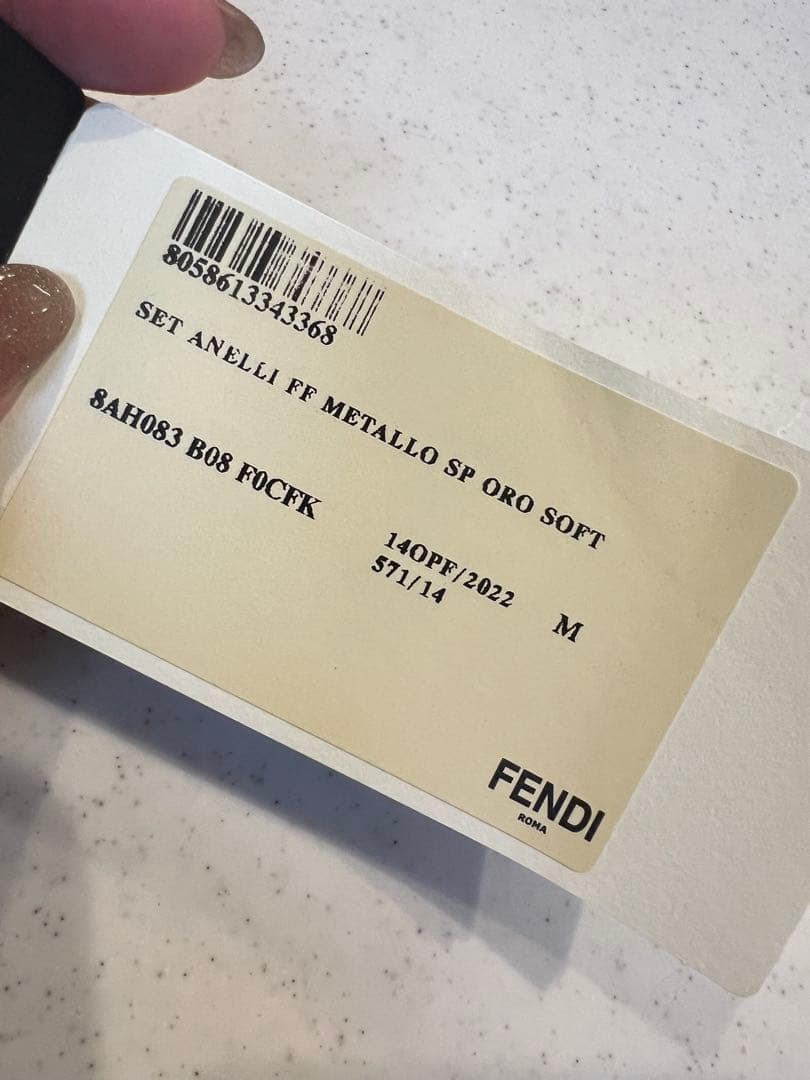 8058613343368
SET ANELLI FF METALLO SP ORO SOFT
8AH083 B08 F0CFK
14OPF/2022 M
571/14
FENDI
ROMA